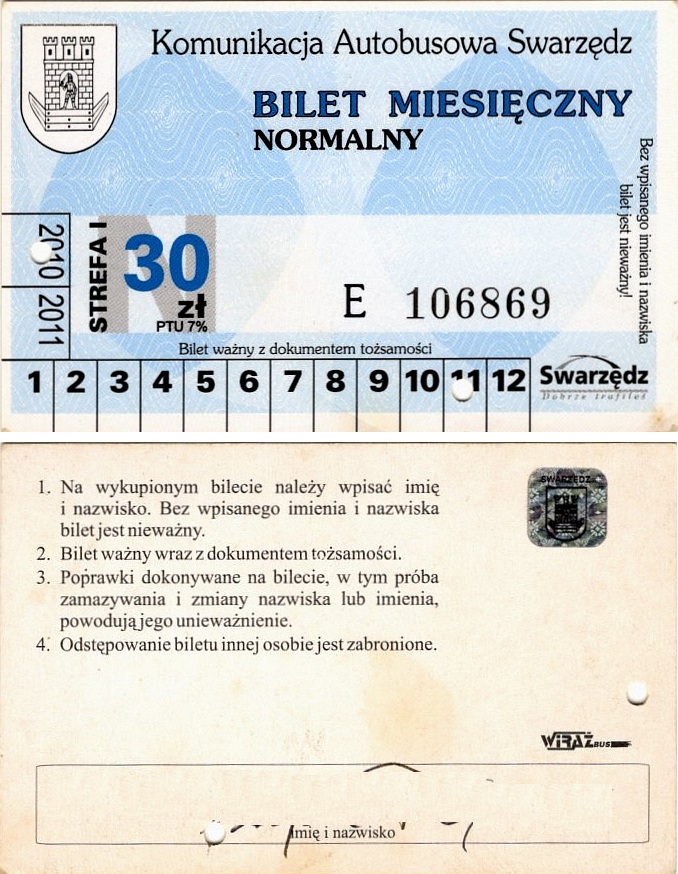 Komunikacja Autobusowa Swarzędz
BILET MIESIĘCZNY
NORMALNY
Bez wpisanego imienia i nazwiska
bilet jest nieważny!
2010 2011
STREFA I
N
30
zł
PTU 7%
E 106869
Bilet ważny z dokumentem tożsamości
1 2 3 4 5 6 7 8 9 10 11 12
Swarzędz
Dobrze trafiłeś
1. Na wykupionym bilecie należy wpisać imię
i nazwisko. Bez wpisanego imienia i nazwiska
bilet jest nieważny.
2. Bilet ważny wraz z dokumentem tożsamości.
3. Poprawki dokonywane na bilecie, w tym próba
zamazywania i zmiany nazwiska lub imienia,
powodują jego unieważnienie.
4. Odstępowanie biletu innej osobie jest zabronione.
SWARZĘDZ
WIRAŻ BUS
imię i nazwisko